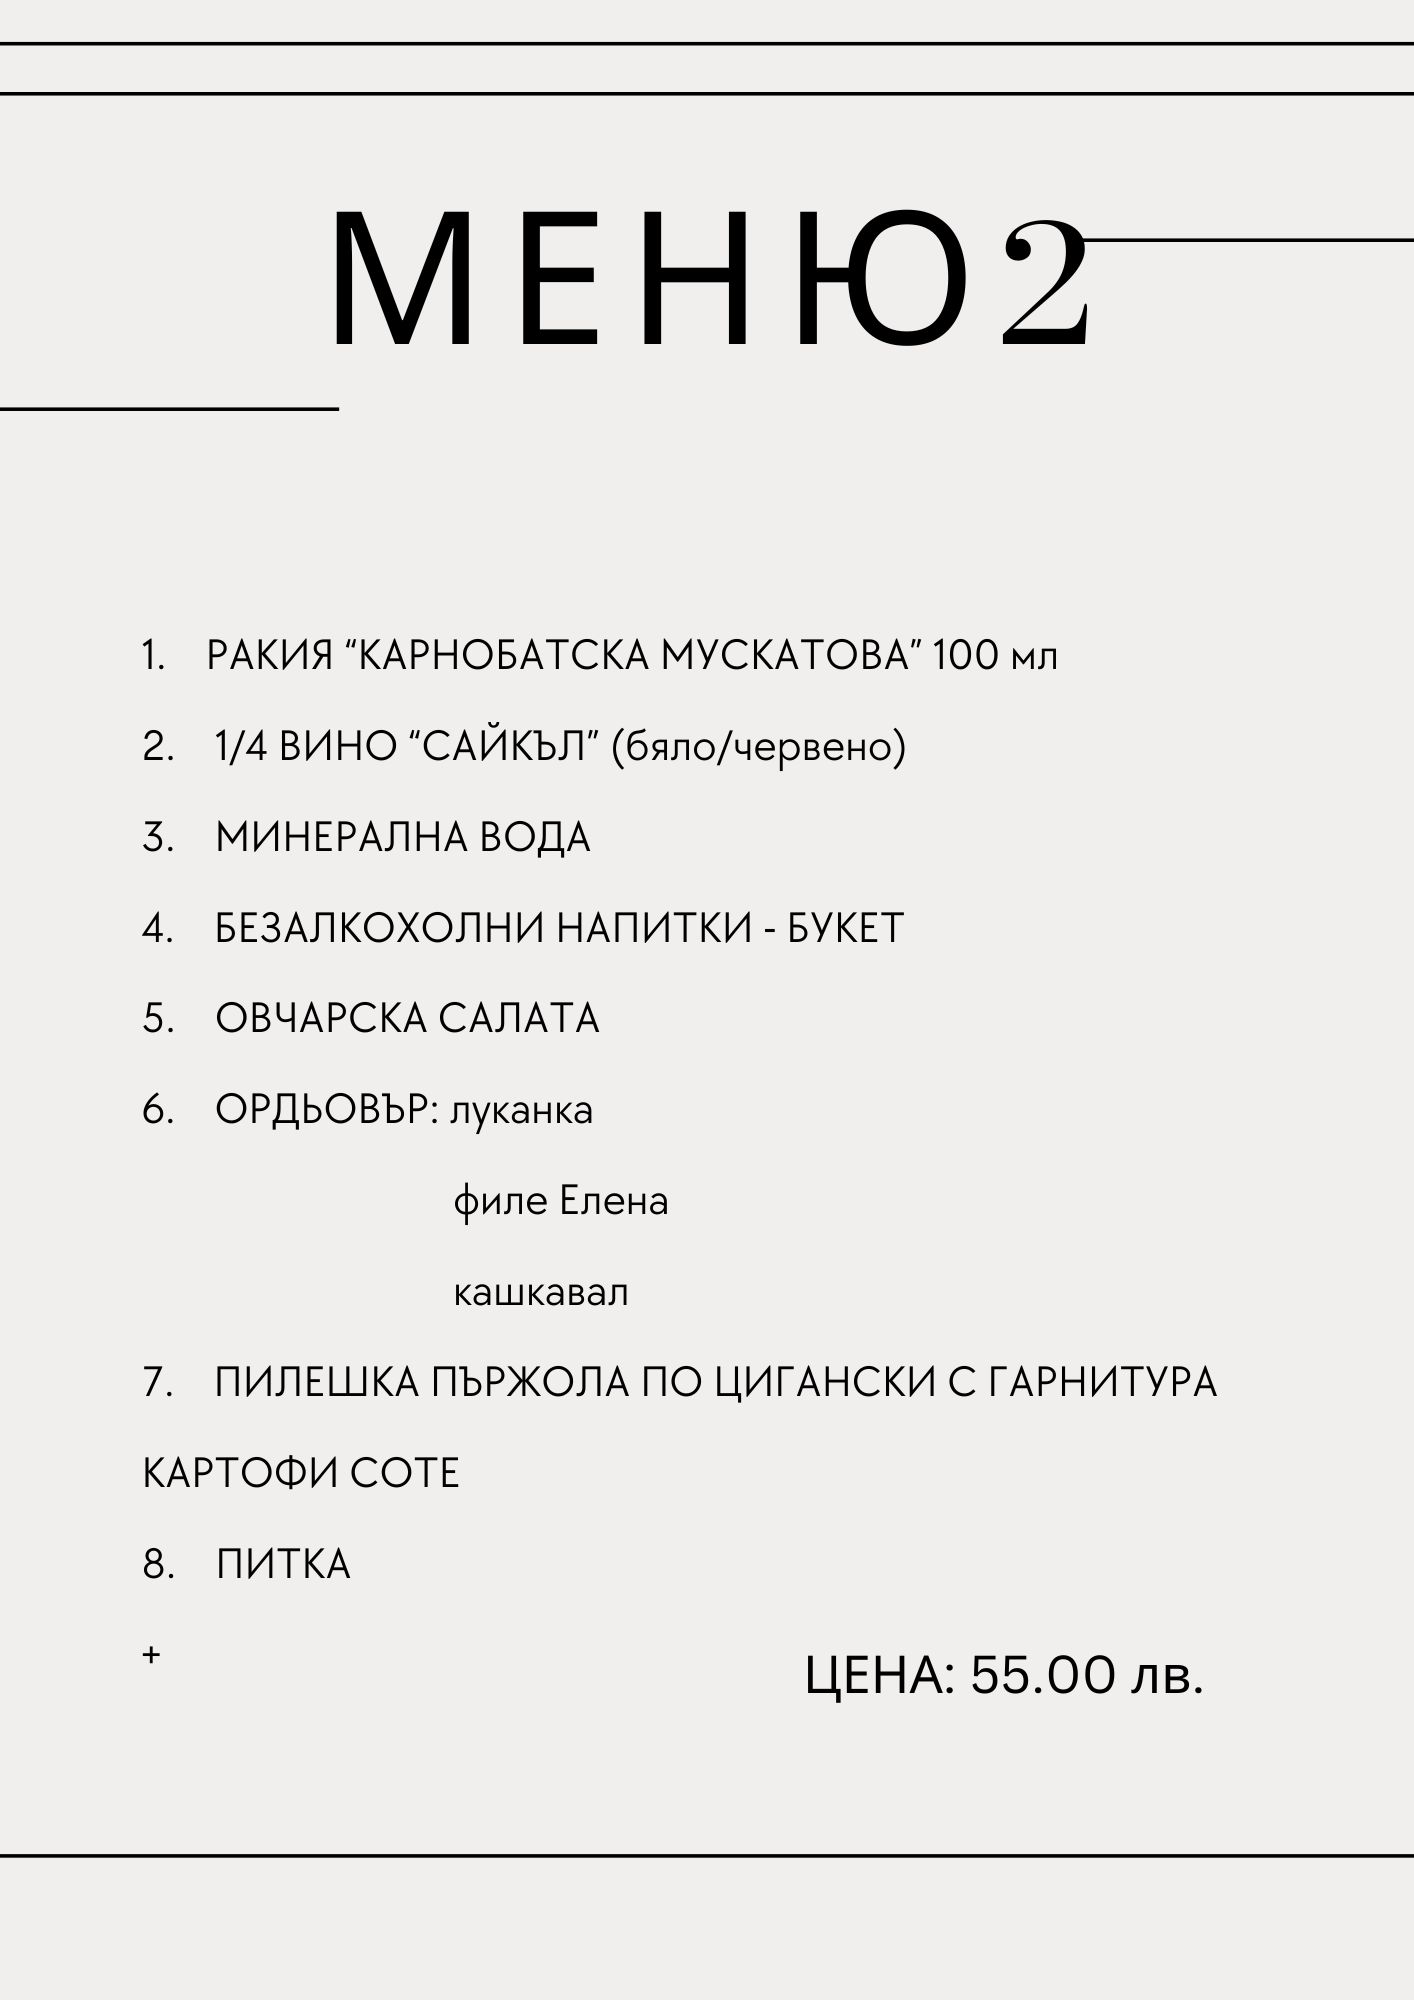 МЕНЮ2
1. РАКИЯ “КАРНОБАТСКА МУСКАТОВА” 100 мл
2. 1/4 ВИНО “САЙКЪЛ” (бяло/червено)
3. МИНЕРАЛНА ВОДА
4. БЕЗАЛКОХОЛНИ НАПИТКИ - БУКЕТ
5. ОВЧАРСКА САЛАТА
6. ОРДЬОВЪР: луканка
филе Елена
кашкавал
7. ПИЛЕШКА ПЪРЖОЛА ПО ЦИГАНСКИ С ГАРНИТУРА
КАРТОФИ СОТЕ
8. ПИТКА
+
ЦЕНА: 55.00 лв.